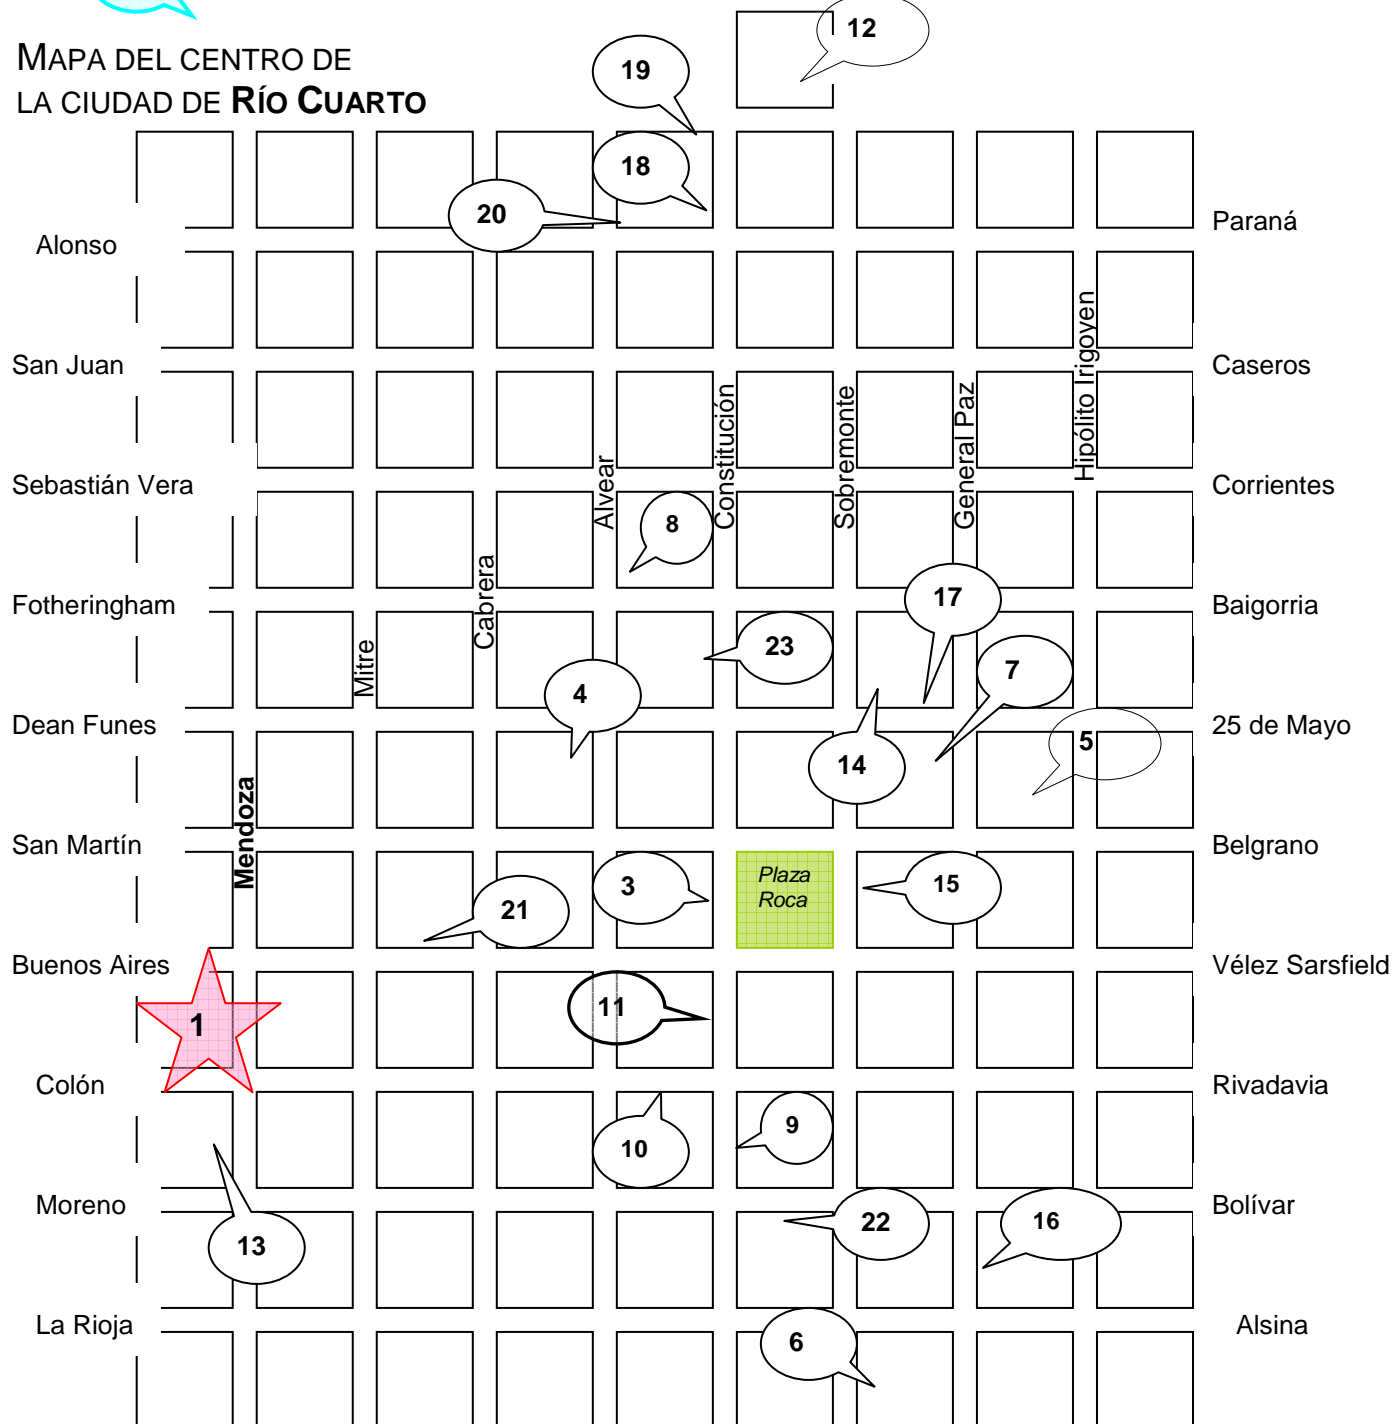 12
MAPA DEL CENTRO DE
LA CIUDAD DE RÍO CUARTO
19
18
20
Alonso
Paraná
San Juan
Caseros
Hipólito Irigoyen
Constitución
Sobremonte
General Paz
Alvear
Sebastián Vera
Corrientes
8
Cabrera
Mitre
Fotheringham
17
Baigorria
23
7
4
Dean Funes
25 de Mayo
5
14
Mendoza
San Martín
Belgrano
Plaza
Roca
3
15
21
Buenos Aires
Vélez Sarsfield
11
1
Colón
Rivadavia
9
10
Moreno
Bolívar
22
16
13
La Rioja
Alsina
6